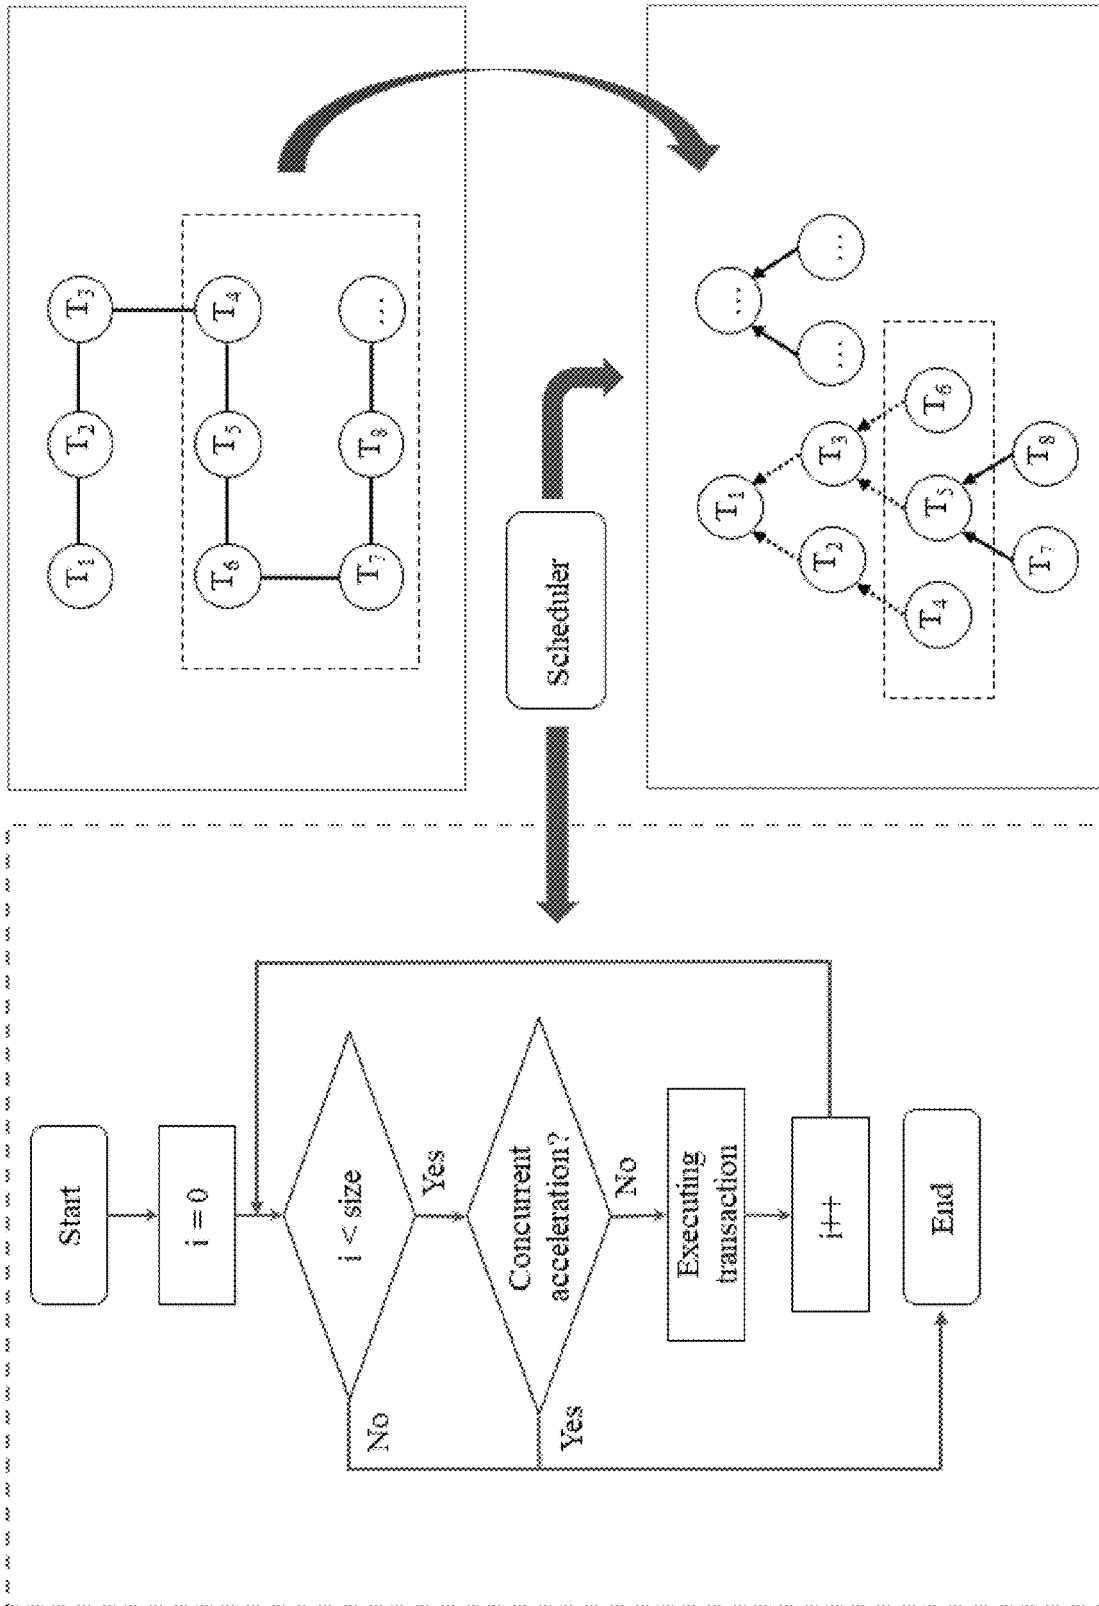 Start
i = 0
i < size
No
Yes
Concurrent
acceleration?
Yes
No
Executing
transaction
i++
End
Scheduler
T₁
T₂
T₃
T₆
T₅
T₄
T₇
T₈
...
T₁
...
T₂
T₃
...
...
T₄
T₅
T₆
T₇
T₈